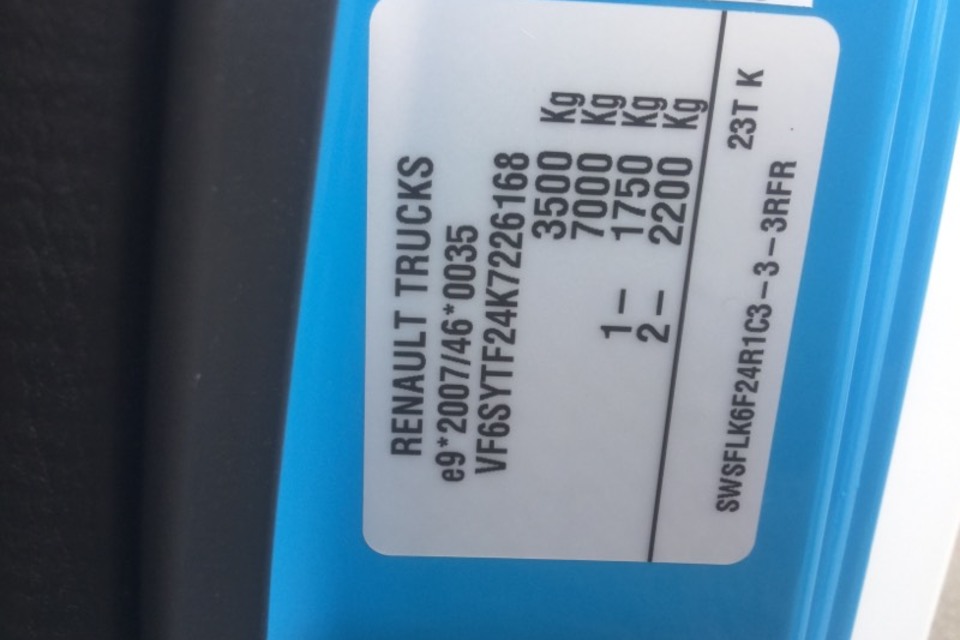 RENAULT TRUCKS
e9*2007/46*0035
VF6SYTF24K7226168
3500 Kg
7000 Kg
1- 1750 Kg
2- 2200 Kg
SWSFLK6F24R1C3-3-3RFR 23T K